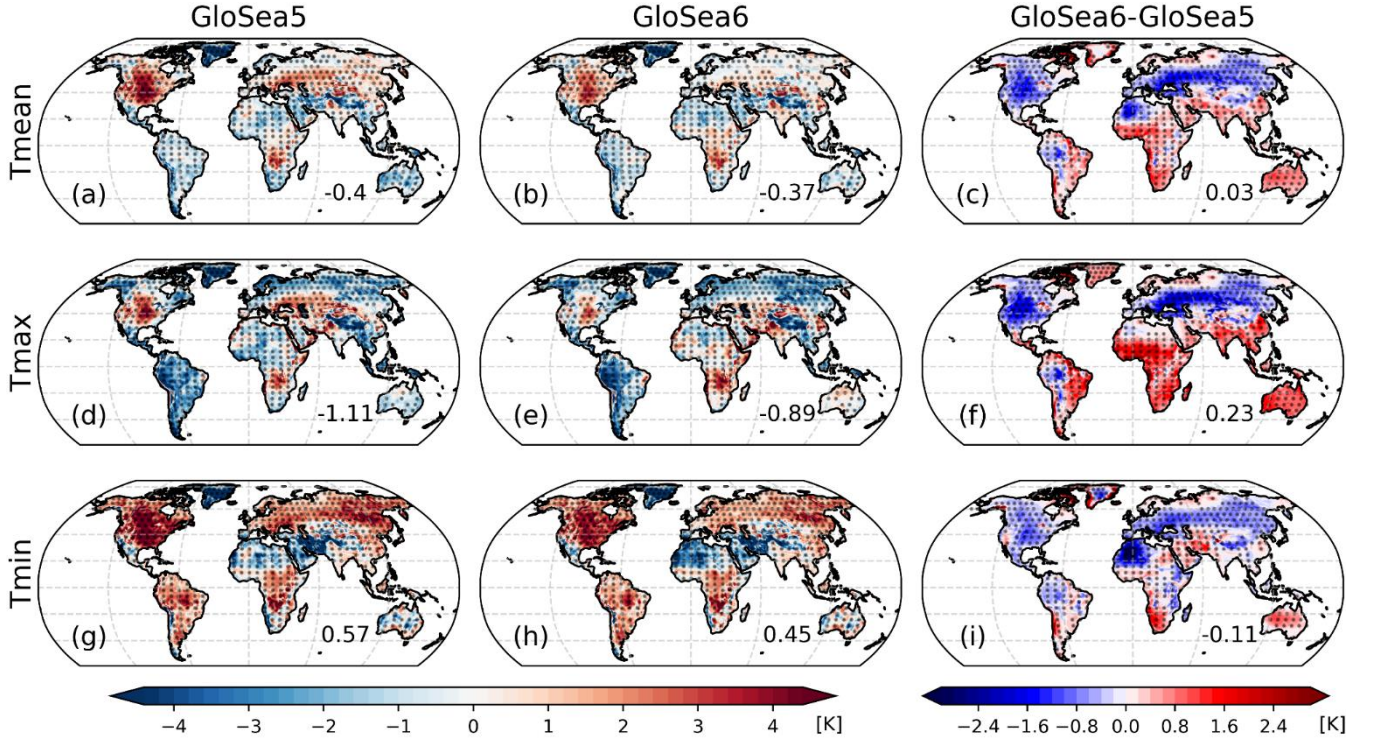 GloSea5 GloSea6 GloSea6-GloSea5
Tmean
(a) -0.4 (b) -0.37 (c) 0.03
Tmax
(d) -1.11 (e) -0.89 (f) 0.23
Tmin
(g) 0.57 (h) 0.45 (i) -0.11
−4 −3 −2 −1 0 1 2 3 4 [K] −2.4 −1.6 −0.8 0.0 0.8 1.6 2.4 [K]